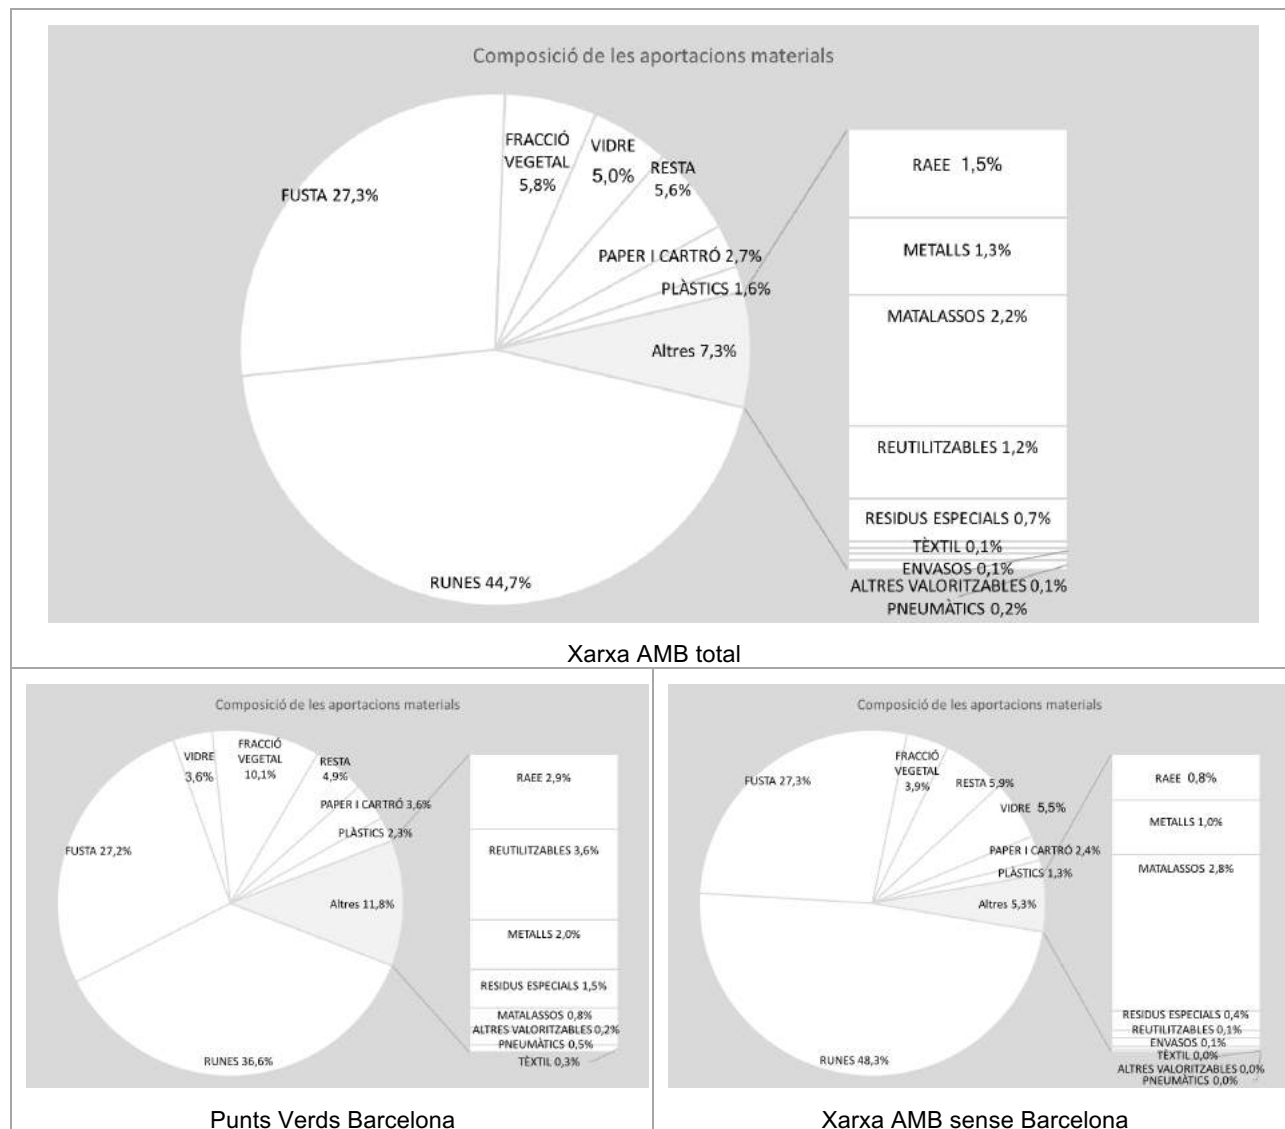 Composició de les aportacions materials
FRACCIÓ
VEGETAL
5,8%
VIDRE
5,0%
RESTA
5,6%
FUSTA 27,3%
PAPER I CARTRÓ 2,7%
PLÀSTICS 1,6%
Altres 7,3%
RUNES 44,7%
RAEE 1,5%
METALLS 1,3%
MATALASSOS 2,2%
REUTILITZABLES 1,2%
RESIDUS ESPECIALS 0,7%
TÈXTIL 0,1%
ENVASOS 0,1%
ALTRES VALORITZABLES 0,1%
PNEUMÀTICS 0,2%
Xarxa AMB total
Composició de les aportacions materials
VIDRE
3,6%
FRACCIÓ
VEGETAL
10,1%
RESTA
4,9%
PAPER I CARTRÓ 3,6%
PLÀSTICS 2,3%
FUSTA 27,2%
Altres 11,8%
RUNES 36,6%
RAEE 2,9%
REUTILITZABLES 3,6%
METALLS 2,0%
RESIDUS ESPECIALS 1,5%
MATALASSOS 0,8%
ALTRES VALORITZABLES 0,2%
PNEUMÀTICS 0,5%
TÈXTIL 0,3%
Punts Verds Barcelona
Composició de les aportacions materials
FUSTA 27,3%
FRACCIÓ
VEGETAL
3,9%
RESTA 5,9%
VIDRE 5,5%
PAPER I CARTRÓ 2,4%
PLÀSTICS 1,3%
Altres 5,3%
RUNES 48,3%
RAEE 0,8%
METALLS 1,0%
MATALASSOS 2,8%
RESIDUS ESPECIALS 0,4%
REUTILITZABLES 0,1%
ENVASOS 0,1%
TÈXTIL 0,0%
ALTRES VALORITZABLES 0,0%
PNEUMÀTICS 0,0%
Xarxa AMB sense Barcelona